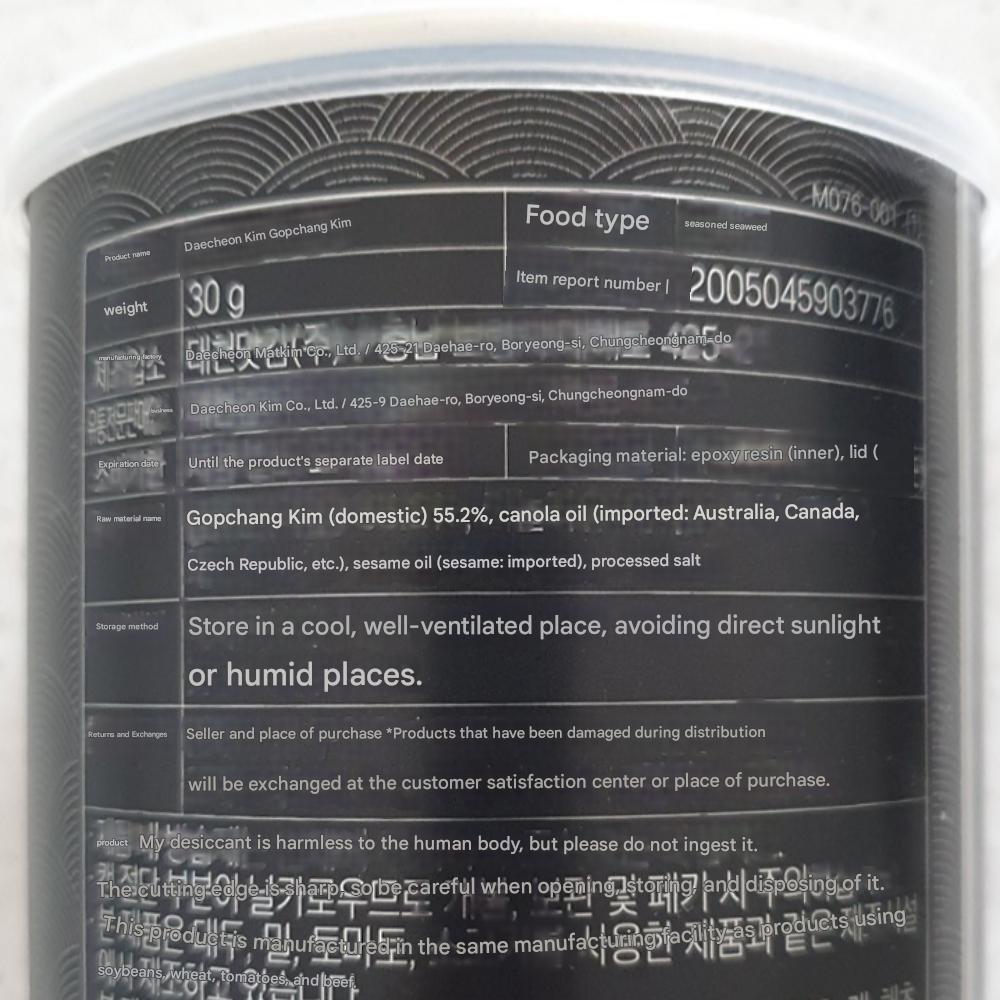 M076-001
Product name Daecheon Kim Gopchang Kim Food type seasoned seaweed
weight 30 g Item report number | 2005045903776
manufacturing factory Daecheon Matkim Co., Ltd. / 425-21 Daehae-ro, Boryeong-si, Chungcheongnam-do
business Daecheon Kim Co., Ltd. / 425-9 Daehae-ro, Boryeong-si, Chungcheongnam-do
Expiration date Until the product's separate label date Packaging material: epoxy resin (inner), lid (
Raw material name Gopchang Kim (domestic) 55.2%, canola oil (imported: Australia, Canada,
Czech Republic, etc.), sesame oil (sesame: imported), processed salt
Storage method Store in a cool, well-ventilated place, avoiding direct sunlight
or humid places.
Returns and Exchanges Seller and place of purchase *Products that have been damaged during distribution
will be exchanged at the customer satisfaction center or place of purchase.
product My desiccant is harmless to the human body, but please do not ingest it.
The cutting edge is sharp, so be careful when opening, storing, and disposing of it.
This product is manufactured in the same manufacturing facility as products using
soybeans, wheat, tomatoes, and beef.